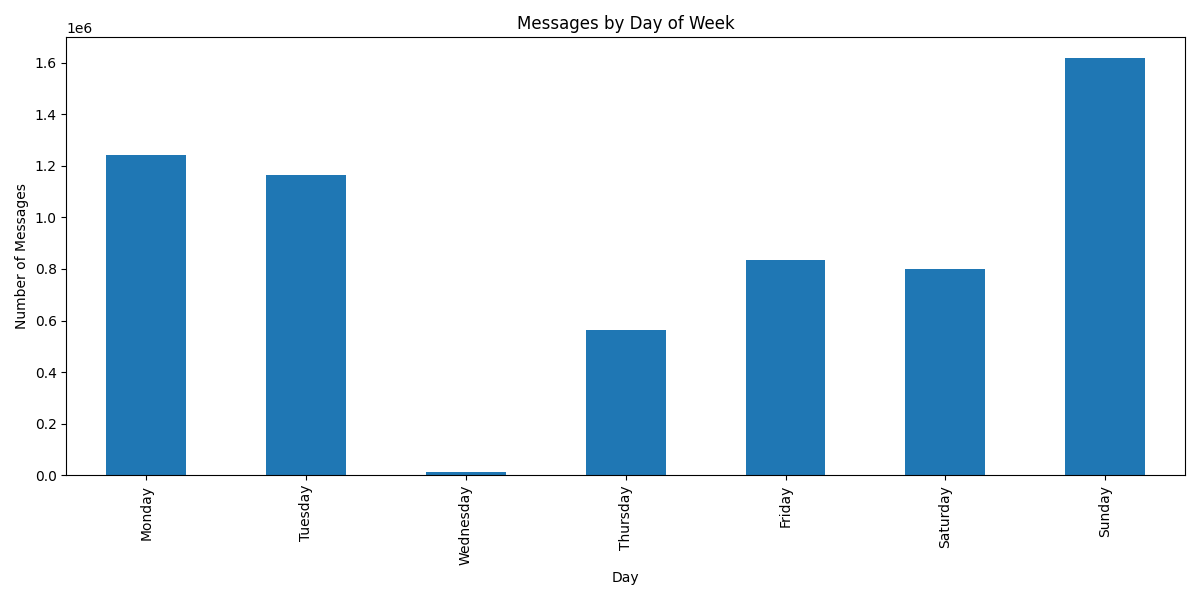 Messages by Day of Week
1e6
1.6
1.4
1.2
1.0
0.8
0.6
0.4
0.2
0.0
Number of Messages
Monday
Tuesday
Wednesday
Thursday
Friday
Saturday
Sunday
Day